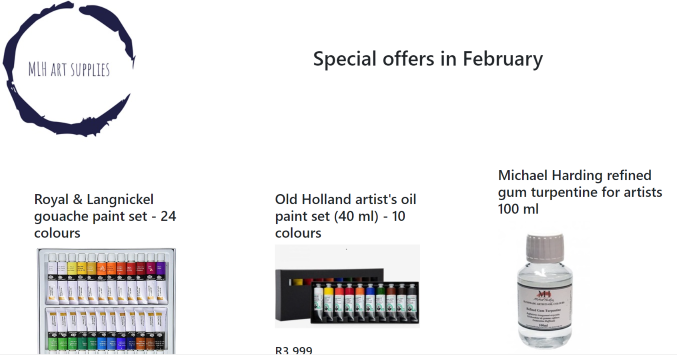 MLH ART SUPPLIES
Special offers in February
Royal & Langnickel
gouache paint set - 24
colours
Old Holland artist's oil
paint set (40 ml) - 10
colours
R3 999
Michael Harding refined
gum turpentine for artists
100 ml